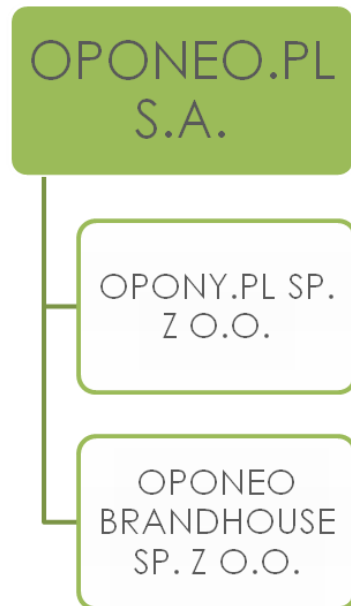 OPONEO.PL
S.A.
OPONY.PL SP.
Z O.O.
OPONEO
BRANDHOUSE
SP. Z O.O.